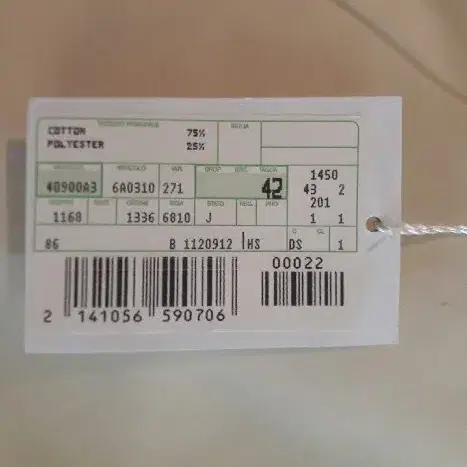 COTTON 75%
POLYESTER 25%
40900A3 6A0310 271 42 1450
43 2
201
1168 1336 6810 J 1 1
86 B 1120912 HS DS 1
00022
2 141056 590706